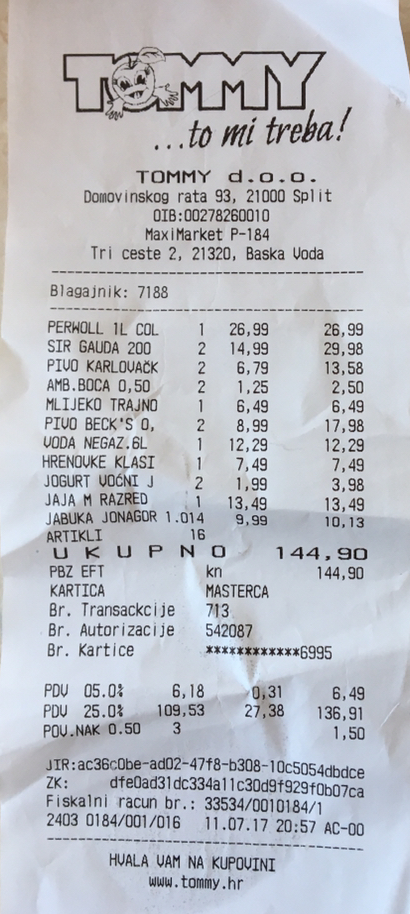 TOMMY
...to mi treba!
TOMMY d.o.o.
Domovinskog rata 93, 21000 Split
OIB:00278260010
MaxiMarket P-184
Tri ceste 2, 21320, Baska Voda
Blagajnik: 7188
PERWOLL 1L COL 1 26,99 26,99
SIR GAUDA 200 2 14,99 29,98
PIVO KARLOVAČK 2 6,79 13,58
AMB.BOCA 0,50 2 1,25 2,50
MLIJEKO TRAJNO 1 6,49 6,49
PIVO BECK'S 0, 2 8,99 17,98
VODA NEGAZ.6L 1 12,29 12,29
HRENOVKE KLASI 1 7,49 7,49
JOGURT VOĆNI J 2 1,99 3,98
JAJA M RAZRED 1 13,49 13,49
JABUKA JONAGOR 1.014 9,99 10,13
ARTIKLI 16
UKUPNO 144,90
PBZ EFT kn 144,90
KARTICA MASTERCA
Br. Transackcije 713
Br. Autorizacije 542087
Br. Kartice ************6995
PDV 05.0% 6,18 0,31 6,49
PDV 25.0% 109,53 27,38 136,91
POV.NAK 0.50 3 1,50
JIR:ac36c0be-ad02-47f8-b308-10c5054dbdce
ZK: dfe0ad31dc334a11c30d9f929f0b07ca
Fiskalni racun br.: 33534/0010184/1
2403 0184/001/016 11.07.17 20:57 AC-00
HVALA VAM NA KUPOVINI
www.tommy.hr